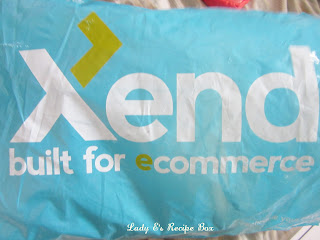 Xend
built for ecommerce
Lady E's Recipe Box